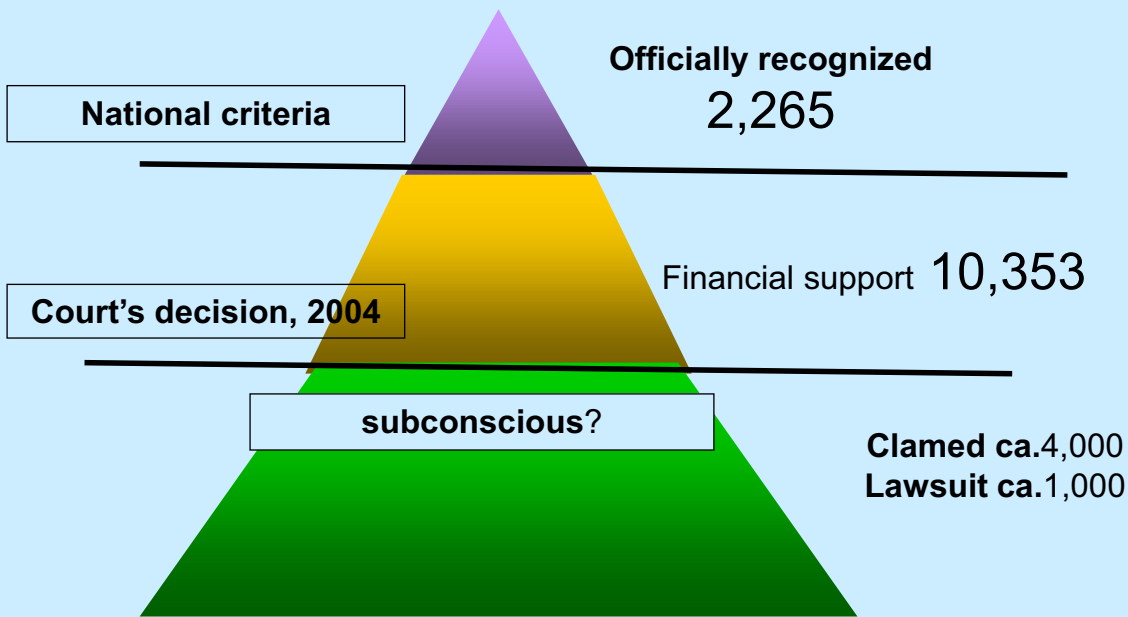 Officially recognized
2,265
National criteria
Financial support 10,353
Court's decision, 2004
subconscious?
Clamed ca.4,000
Lawsuit ca.1,000